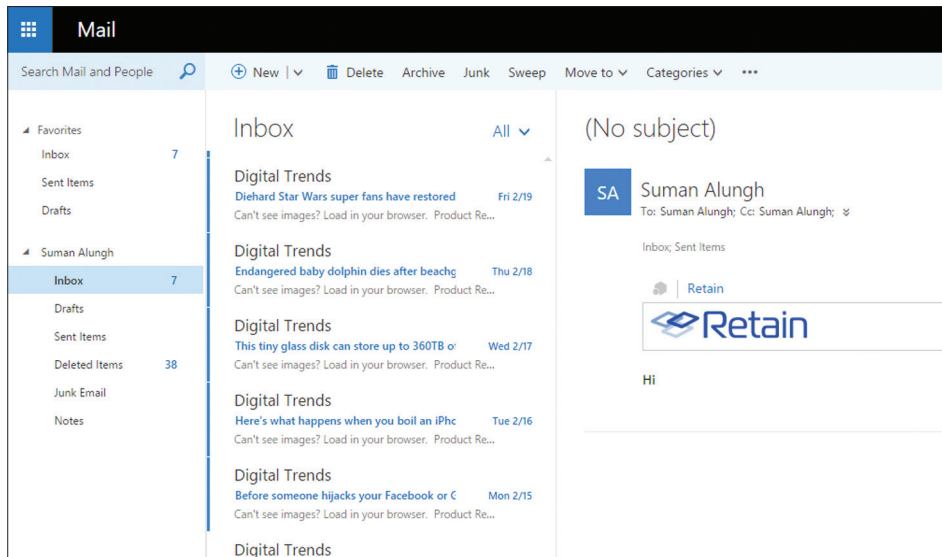 Mail
Search Mail and People
New
Delete
Archive
Junk
Sweep
Move to
Categories
•••
Favorites
Inbox 7
Sent Items
Drafts
Suman Alungh
Inbox 7
Drafts
Sent Items
Deleted Items 38
Junk Email
Notes
Inbox
All
Digital Trends
Diehard Star Wars super fans have restored Fri 2/19
Can't see images? Load in your browser. Product Re...
Digital Trends
Endangered baby dolphin dies after beachg Thu 2/18
Can't see images? Load in your browser. Product Re...
Digital Trends
This tiny glass disk can store up to 360TB o Wed 2/17
Can't see images? Load in your browser. Product Re...
Digital Trends
Here's what happens when you boil an iPhc Tue 2/16
Can't see images? Load in your browser. Product Re...
Digital Trends
Before someone hijacks your Facebook or G Mon 2/15
Can't see images? Load in your browser. Product Re...
Digital Trends
(No subject)
SA
Suman Alungh
To: Suman Alungh; Cc: Suman Alungh;
Inbox; Sent Items
Retain
Retain
Hi